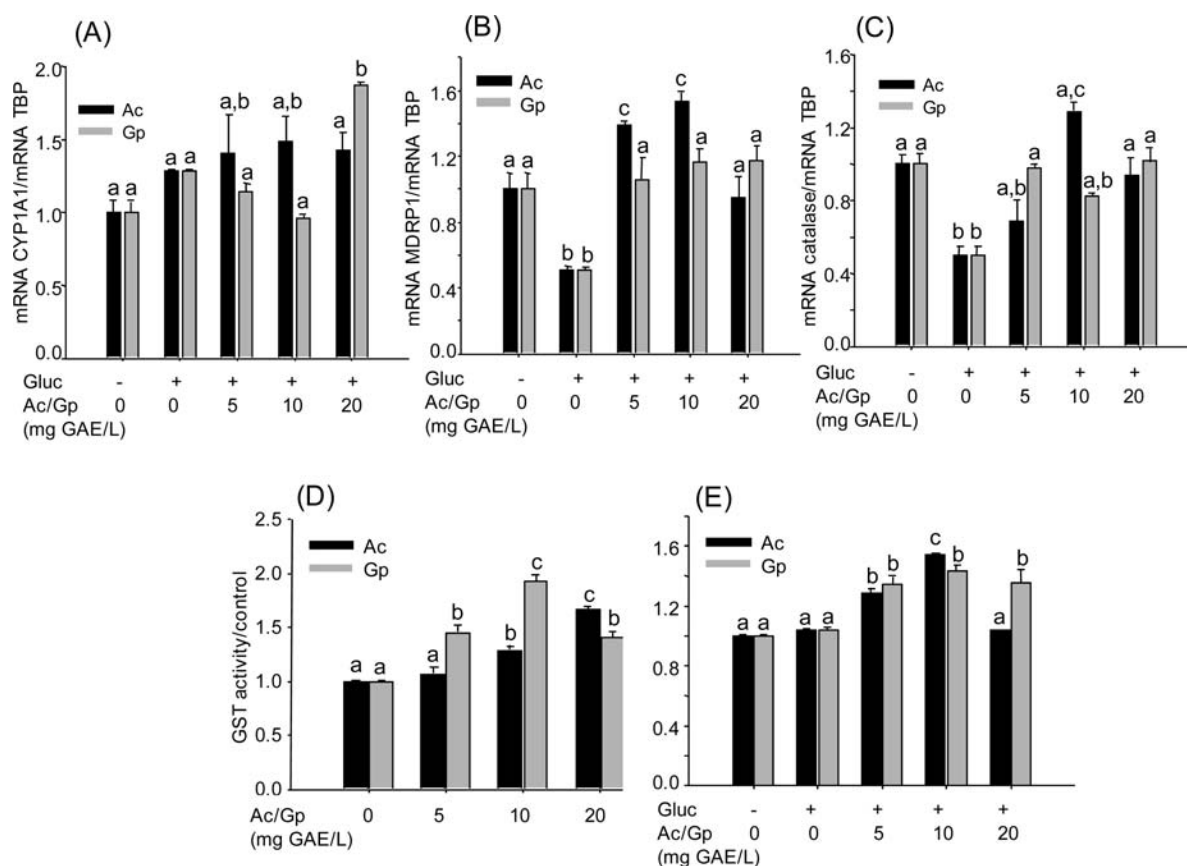 (A)
mRNA CYP1A1/mRNA TBP
2.0
1.5
1.0
1.5
0.0
Ac
Gp
a a
a a
a,b a
a,b a
a b
Gluc - + + + +
Ac/Gp 0 0 5 10 20
(mg GAE/L)
(B)
mRNA MDRP1/mRNA TBP
1.6
1.2
0.8
0.4
0.0
Ac
Gp
a a
b b
c a
c a
a a
Gluc - + + + +
Ac/Gp 0 0 5 10 20
(mg GAE/L)
(C)
mRNA catalase/mRNA TBP
1.6
1.2
0.8
0.4
0.0
Ac
Gp
a a
b b
a,b a
a,c a,b
a a
Gluc - + + + +
Ac/Gp 0 0 5 10 20
(mg GAE/L)
(D)
GST activity/control
2.5
2.0
1.5
1.0
0.5
0.0
Ac
Gp
a a
a b
b c
c b
Ac/Gp 0 5 10 20
(mg GAE/L)
(E)
1.6
1.2
0.8
0.4
0.0
Ac
Gp
a a
a a
b b
c b
a b
Gluc - + + + +
Ac/Gp 0 0 5 10 20
(mg GAE/L)